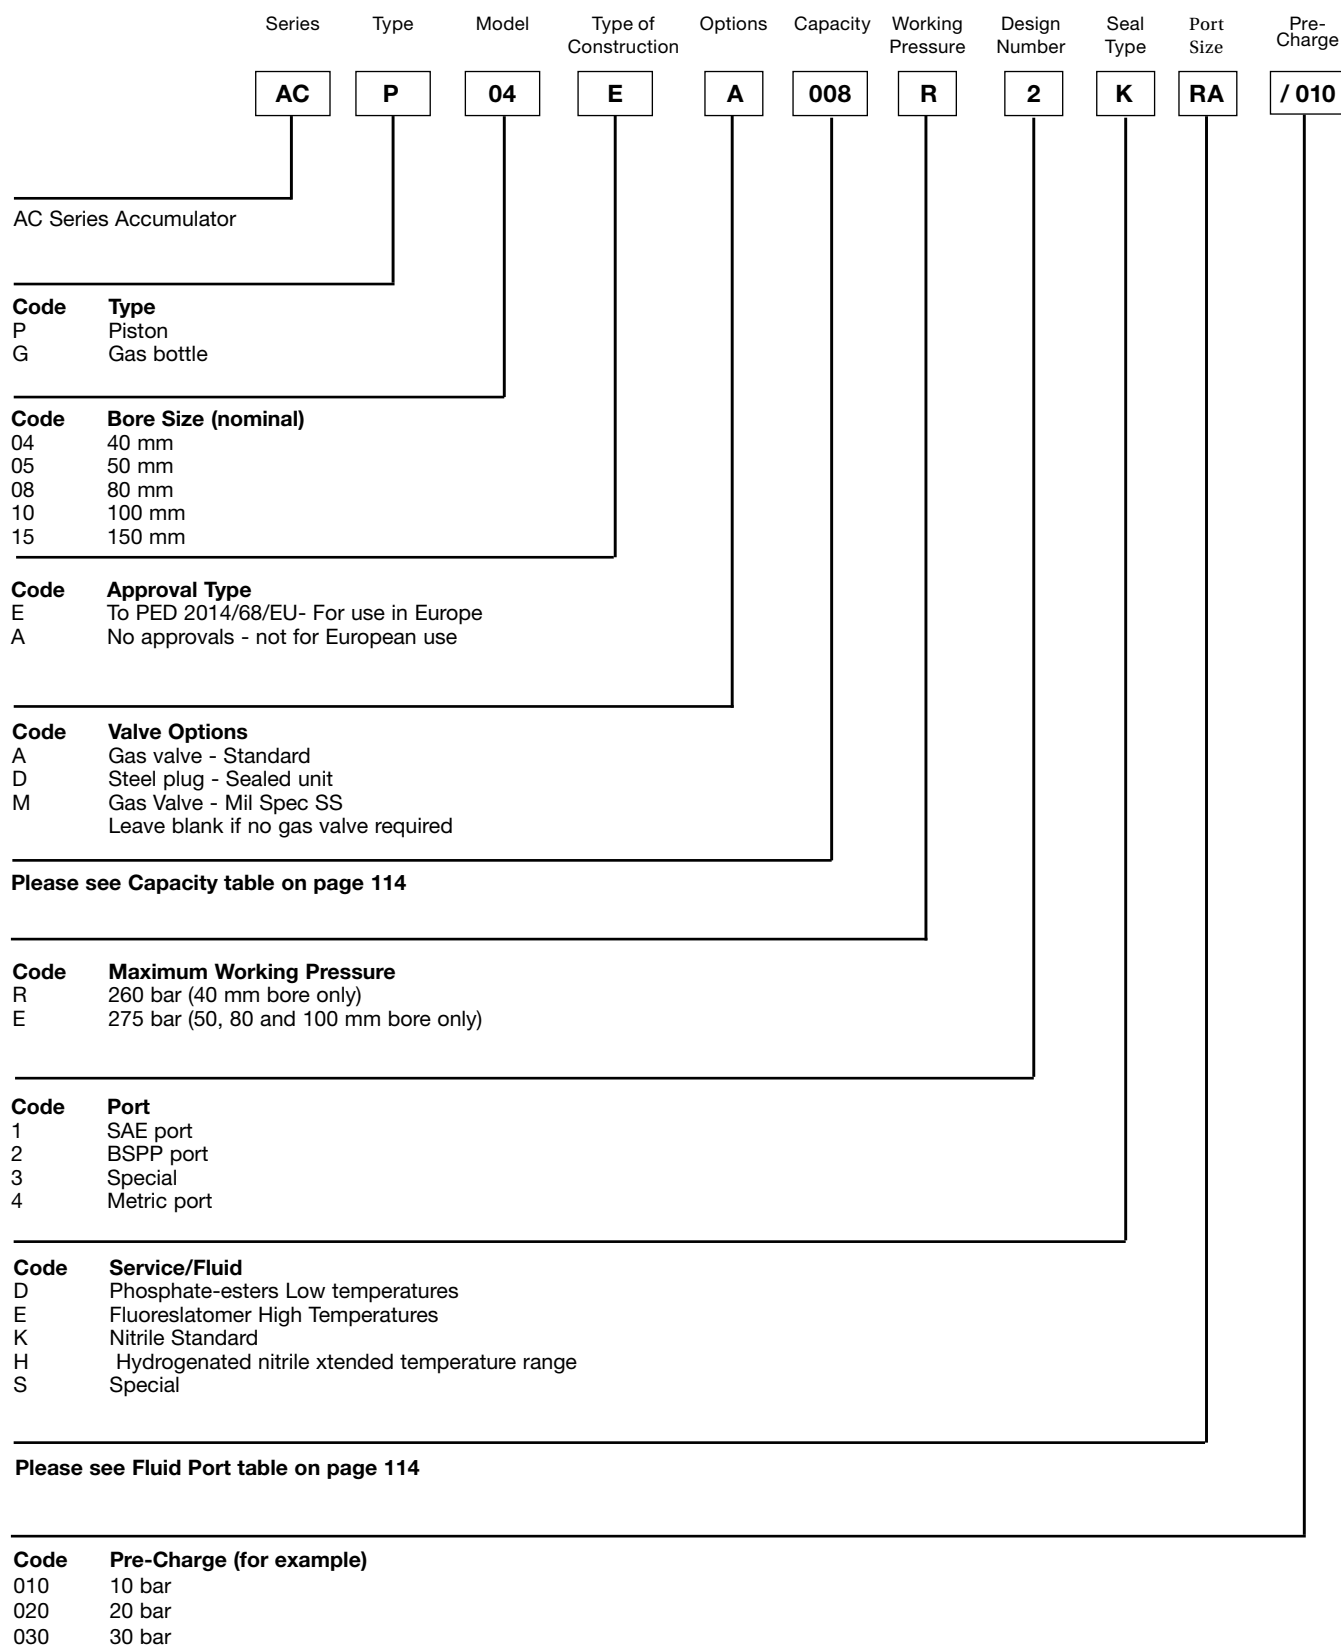 Series Type Model Type of Construction Options Capacity Working Pressure Design Number Seal Type Port Size Pre-Charge
AC P 04 E A 008 R 2 K RA / 010
AC Series Accumulator
Code Type
P Piston
G Gas bottle
Code Bore Size (nominal)
04 40 mm
05 50 mm
08 80 mm
10 100 mm
15 150 mm
Code Approval Type
E To PED 2014/68/EU- For use in Europe
A No approvals - not for European use
Code Valve Options
A Gas valve - Standard
D Steel plug - Sealed unit
M Gas Valve - Mil Spec SS
Leave blank if no gas valve required
Please see Capacity table on page 114
Code Maximum Working Pressure
R 260 bar (40 mm bore only)
E 275 bar (50, 80 and 100 mm bore only)
Code Port
1 SAE port
2 BSPP port
3 Special
4 Metric port
Code Service/Fluid
D Phosphate-esters Low temperatures
E Fluoreslatomer High Temperatures
K Nitrile Standard
H Hydrogenated nitrile xtended temperature range
S Special
Please see Fluid Port table on page 114
Code Pre-Charge (for example)
010 10 bar
020 20 bar
030 30 bar